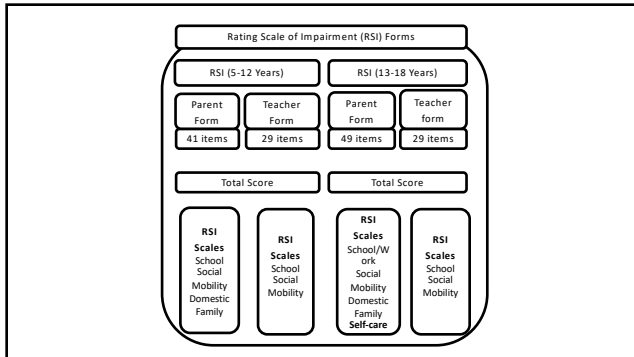 Rating Scale of Impairment (RSI) Forms
RSI (5-12 Years)
RSI (13-18 Years)
Parent
Form
Teacher
Form
Parent
Form
Teacher
form
41 items
29 items
49 items
29 items
Total Score
Total Score
RSI
Scales
School
Social
Mobility
Domestic
Family
RSI
Scales
School
Social
Mobility
RSI
Scales
School/W
ork
Social
Mobility
Domestic
Family
Self-care
RSI
Scales
School
Social
Mobility